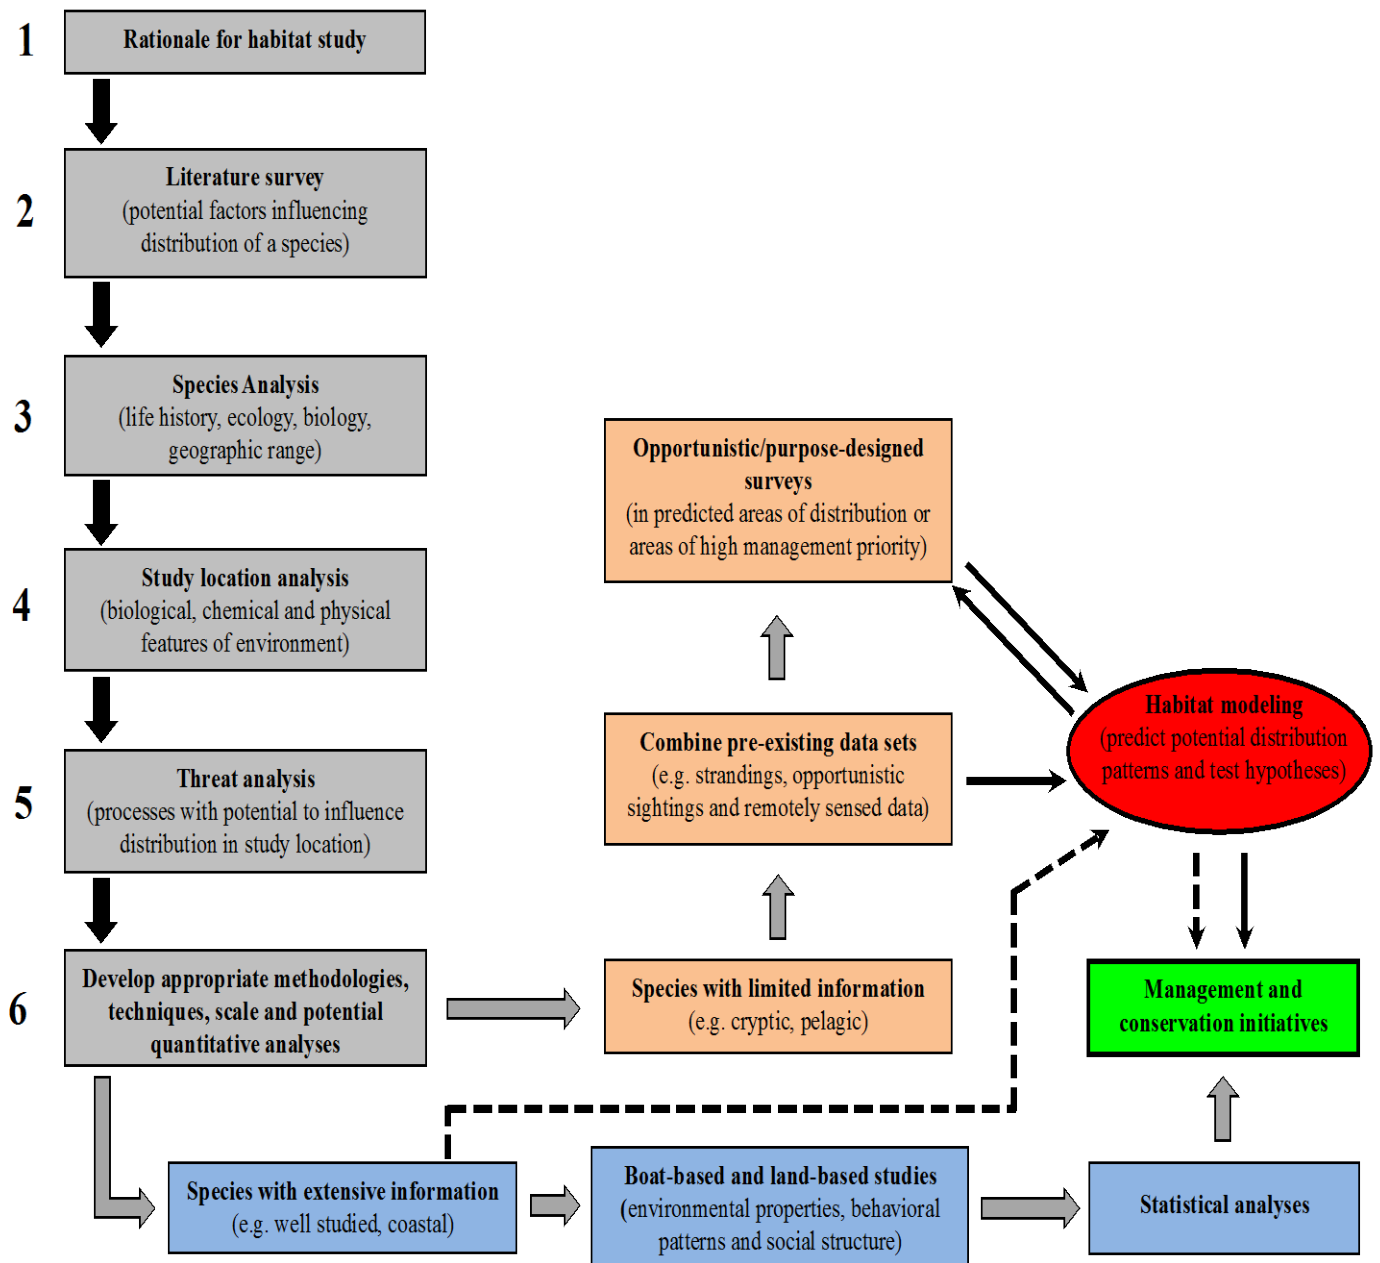 1
Rationale for habitat study
2
Literature survey
(potential factors influencing
distribution of a species)
3
Species Analysis
(life history, ecology, biology,
geographic range)
4
Study location analysis
(biological, chemical and physical
features of environment)
5
Threat analysis
(processes with potential to influence
distribution in study location)
6
Develop appropriate methodologies,
techniques, scale and potential
quantitative analyses
Opportunistic/purpose-designed
surveys
(in predicted areas of distribution or
areas of high management priority)
Combine pre-existing data sets
(e.g. strandings, opportunistic
sightings and remotely sensed data)
Species with limited information
(e.g. cryptic, pelagic)
Habitat modeling
(predict potential distribution
patterns and test hypotheses)
Management and
conservation initiatives
Species with extensive information
(e.g. well studied, coastal)
Boat-based and land-based studies
(environmental properties, behavioral
patterns and social structure)
Statistical analyses